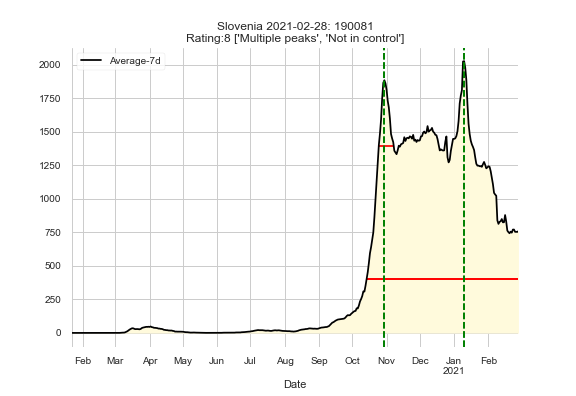 Slovenia 2021-02-28: 190081
Rating:8 ['Multiple peaks', 'Not in control']
Average-7d
2000
1750
1500
1250
1000
750
500
250
0
Feb Mar Apr May Jun Jul Aug Sep Oct Nov Dec Jan Feb
2021
Date